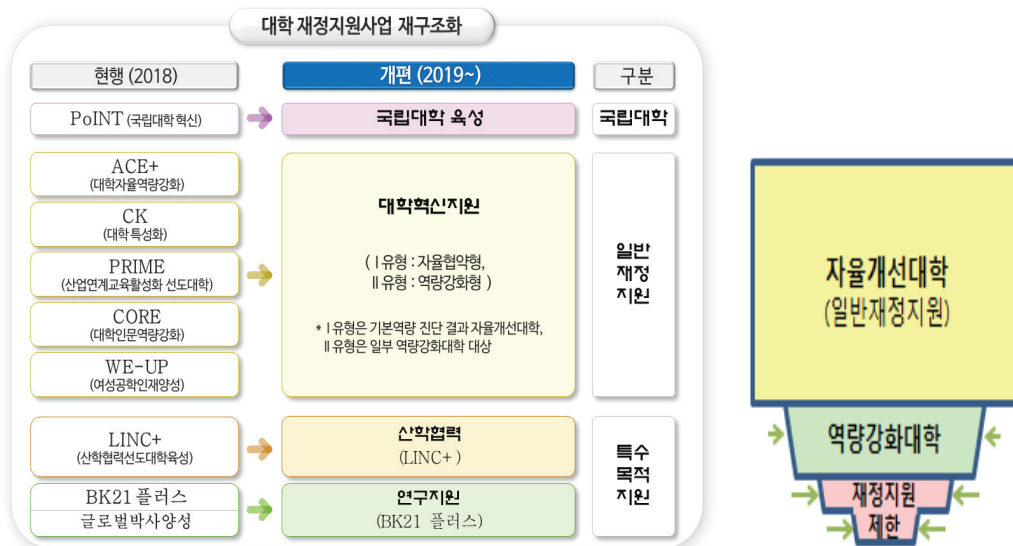 대학 재정지원사업 재구조화
현행 (2018)
개편 (2019~)
구분
PoINT (국립대학 혁신)
국립대학 육성
국립대학
ACE+
(대학자율역량강화)
CK
(대학 특성화)
PRIME
(산업연계교육활성화 선도대학)
CORE
(대학인문역량강화)
WE-UP
(여성공학인재양성)
대학혁신지원
( Ⅰ유형 : 자율협약형,
Ⅱ유형 : 역량강화형 )
* Ⅰ유형은 기본역량 진단 결과 자율개선대학,
Ⅱ유형은 일부 역량강화대학 대상
일반
재정
지원
LINC+
(산학협력선도대학육성)
산학협력
(LINC+ )
BK21 플러스
글로벌박사양성
연구지원
(BK21 플러스)
특수
목적
지원
자율개선대학
(일반재정지원)
역량강화대학
재정지원
제한